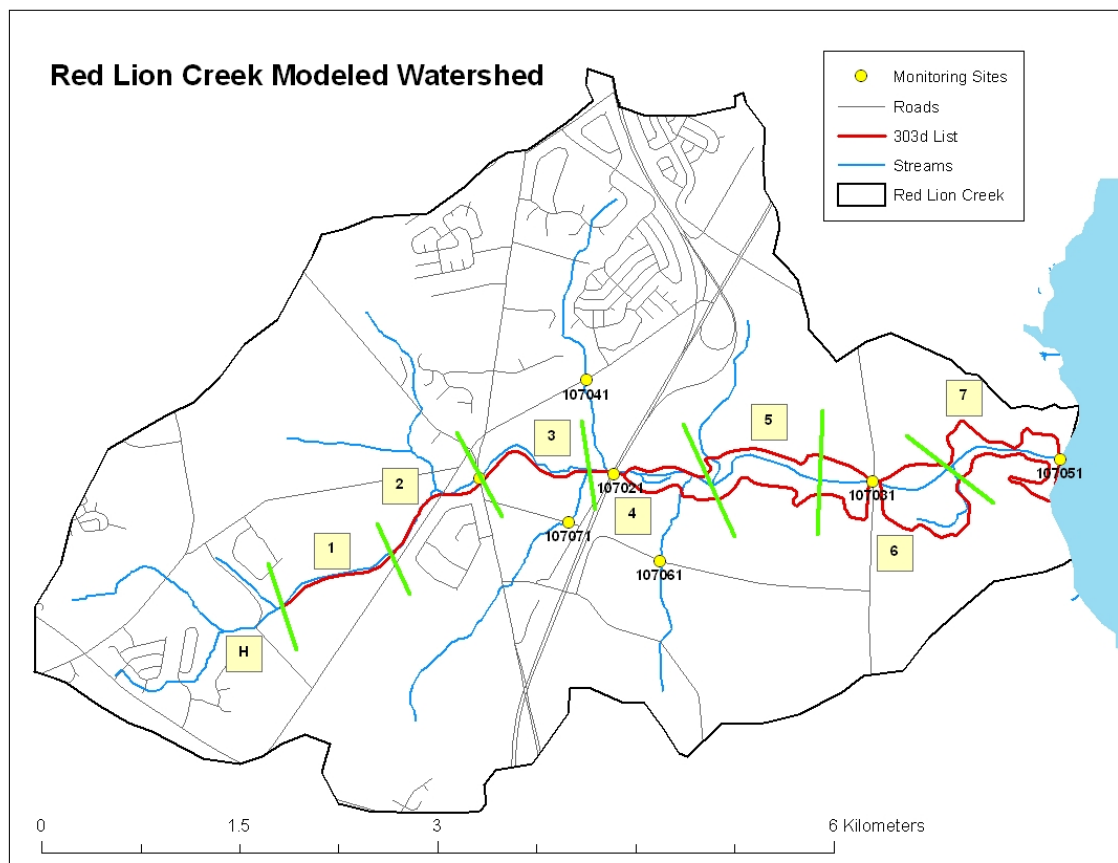 Red Lion Creek Modeled Watershed
Monitoring Sites
Roads
303d List
Streams
Red Lion Creek
7
107041
5
3
107051
2
107021
107031
4
107071
1
6
107061
H
0 1.5 3 6 Kilometers